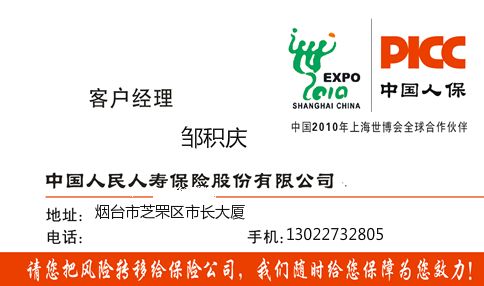 EXPO
2010
SHANGHAI CHINA
PICC
中国人保
中国2010年上海世博会全球合作伙伴
客户经理
邹积庆
中国人民人寿保险股份有限公司
地址: 烟台市芝罘区市长大厦
电话: 手机: 13022732805
请您把风险转移给保险公司，我们随时给您保障为您效力！